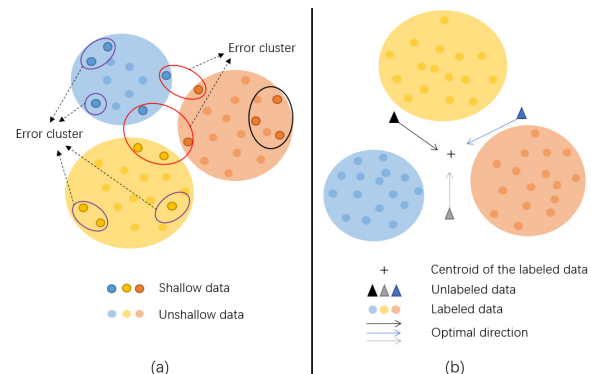 Error cluster
Error cluster
Shallow data
Unshallow data
(a)
+ Centroid of the labeled data
Unlabeled data
Labeled data
Optimal direction
(b)